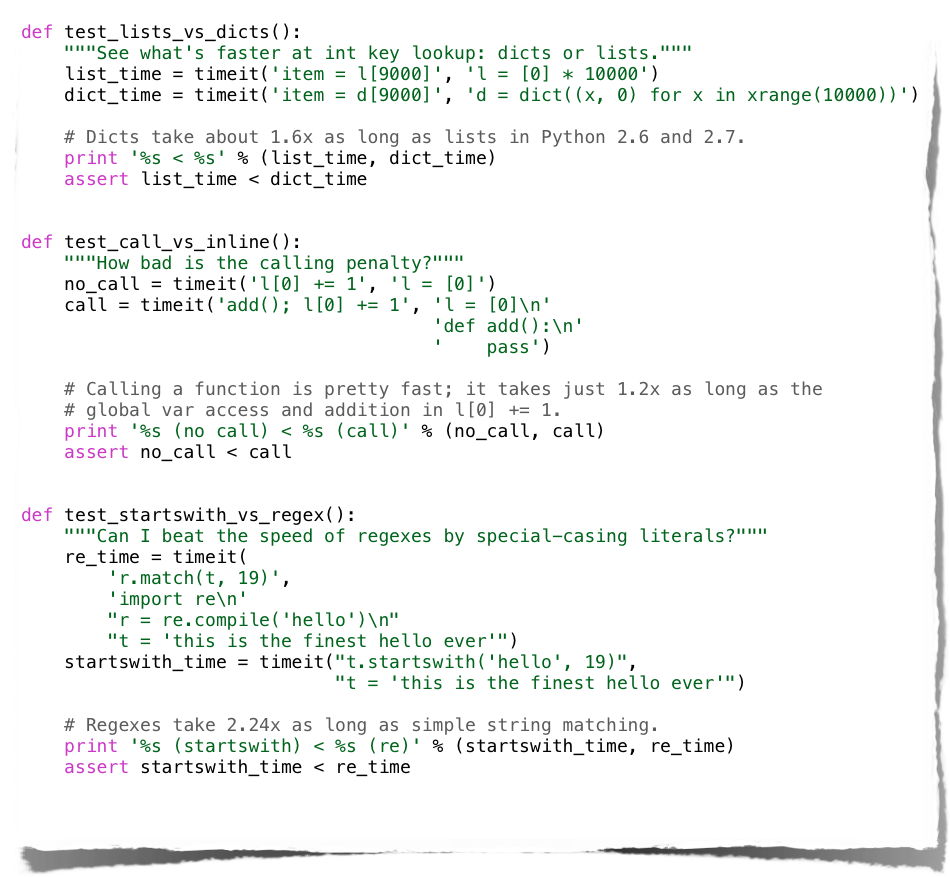 def test_lists_vs_dicts():
    """See what's faster at int key lookup: dicts or lists."""
    list_time = timeit('item = l[9000]', 'l = [0] * 10000')
    dict_time = timeit('item = d[9000]', 'd = dict((x, 0) for x in xrange(10000))')

    # Dicts take about 1.6x as long as lists in Python 2.6 and 2.7.
    print '%s < %s' % (list_time, dict_time)
    assert list_time < dict_time


def test_call_vs_inline():
    """How bad is the calling penalty?"""
    no_call = timeit('l[0] += 1', 'l = [0]')
    call = timeit('add(); l[0] += 1', 'l = [0]\n'
                                      'def add():\n'
                                      '    pass')

    # Calling a function is pretty fast; it takes just 1.2x as long as the
    # global var access and addition in l[0] += 1.
    print '%s (no call) < %s (call)' % (no_call, call)
    assert no_call < call


def test_startswith_vs_regex():
    """Can I beat the speed of regexes by special-casing literals?"""
    re_time = timeit(
        'r.match(t, 19)',
        'import re\n'
        "r = re.compile('hello')\n"
        "t = 'this is the finest hello ever'")
    startswith_time = timeit("t.startswith('hello', 19)",
                             "t = 'this is the finest hello ever'")

    # Regexes take 2.24x as long as simple string matching.
    print '%s (startswith) < %s (re)' % (startswith_time, re_time)
    assert startswith_time < re_time